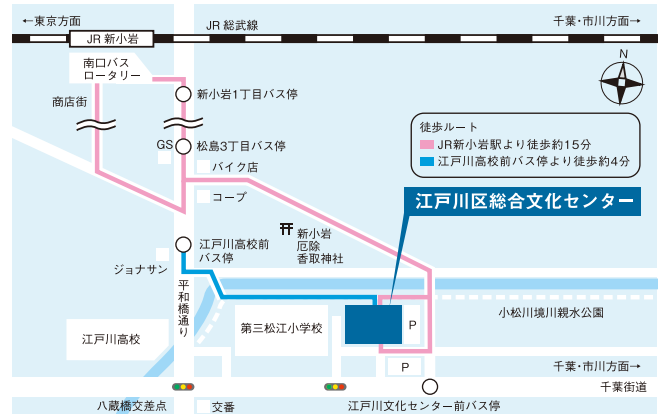 ←東京方面
JR 総武線
千葉・市川方面→
JR 新小岩
南口バス
ロータリー
N
商店街
新小岩1丁目バス停
徒歩ルート
JR新小岩駅より徒歩約15分
江戸川高校前バス停より徒歩約4分
GS
松島3丁目バス停
バイク店
コープ
江戸川区総合文化センター
新小岩
厄除
香取神社
江戸川高校前
バス停
ジョナサン
平和橋通り
小松川境川親水公園
第三松江小学校
P
江戸川高校
P
千葉・市川方面→
千葉街道
八蔵橋交差点
交番
江戸川文化センター前バス停